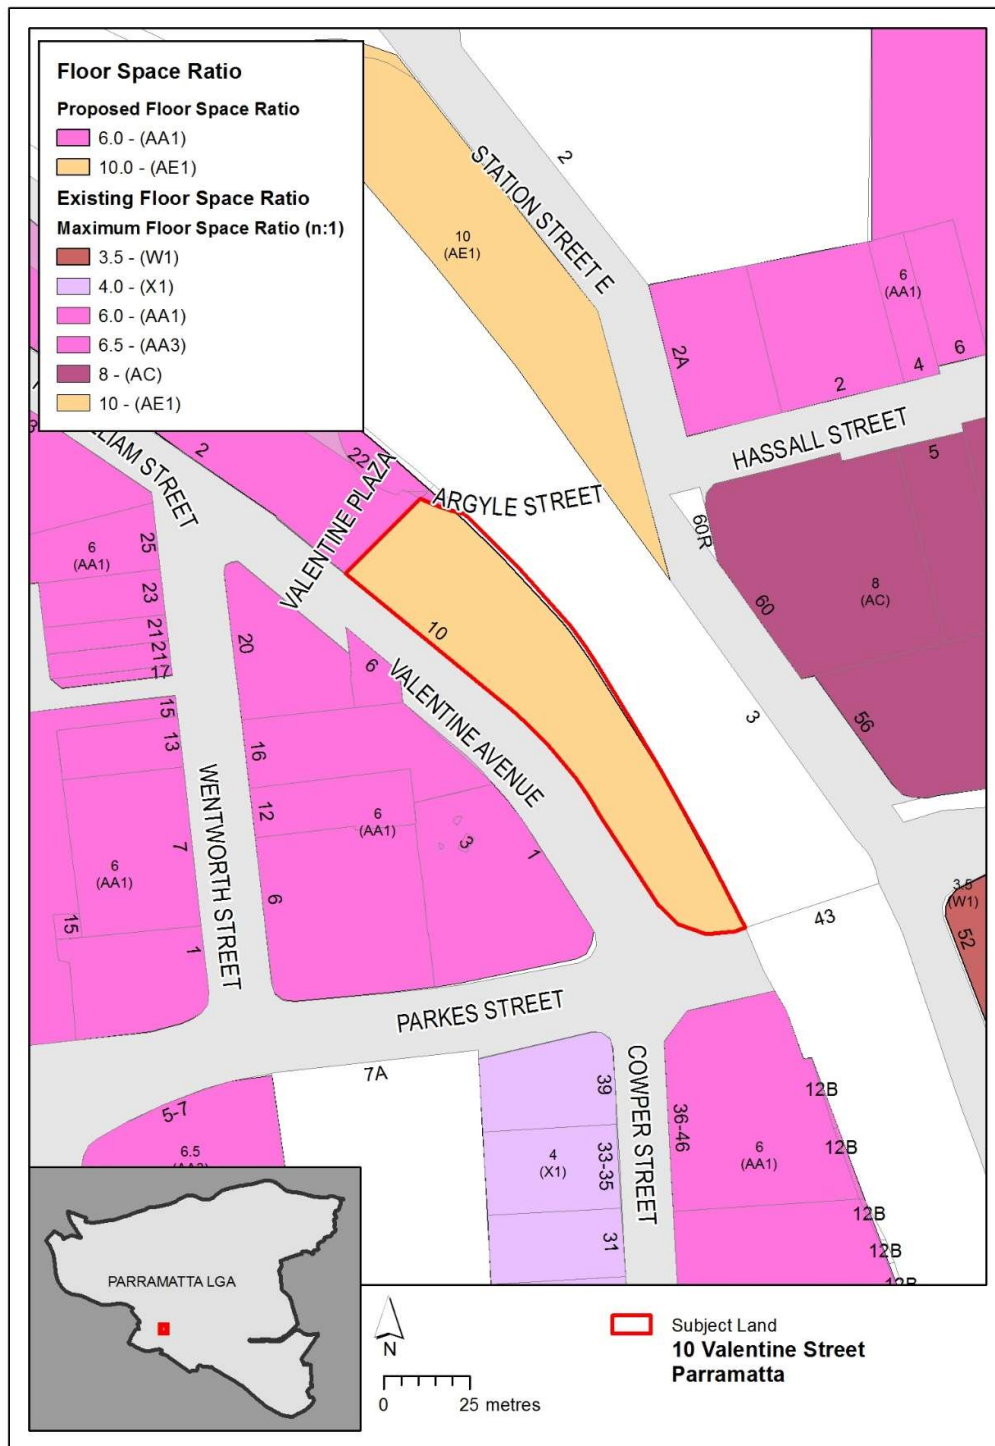 Floor Space Ratio
Proposed Floor Space Ratio
6.0 - (AA1)
10.0 - (AE1)
Existing Floor Space Ratio
Maximum Floor Space Ratio (n:1)
3.5 - (W1)
4.0 - (X1)
6.0 - (AA1)
6.5 - (AA3)
8 - (AC)
10 - (AE1)
2
STATION STREET E
10
(AE1)
6
(AA1)
2A
2
4
6
HASSALL STREET
5
60R
60
8
(AC)
56
3
2
22
VALENTINE PLAZA
ARGYLE STREET
LIAM STREET
6
(AA1)
25
23
21
21
17
15
13
20
6
10
VALENTINE AVENUE
16
12
6
(AA1)
3
1
WENTWORTH STREET
7
6
(AA1)
15
1
6
43
3.5
(W1)
52
PARKES STREET
7A
5-7
6.5
COWPER STREET
39
33-35
31
4
(X1)
36-46
6
(AA1)
12B
12B
12B
12B
12B
PARRAMATTA LGA
N
0 25 metres
Subject Land
10 Valentine Street
Parramatta